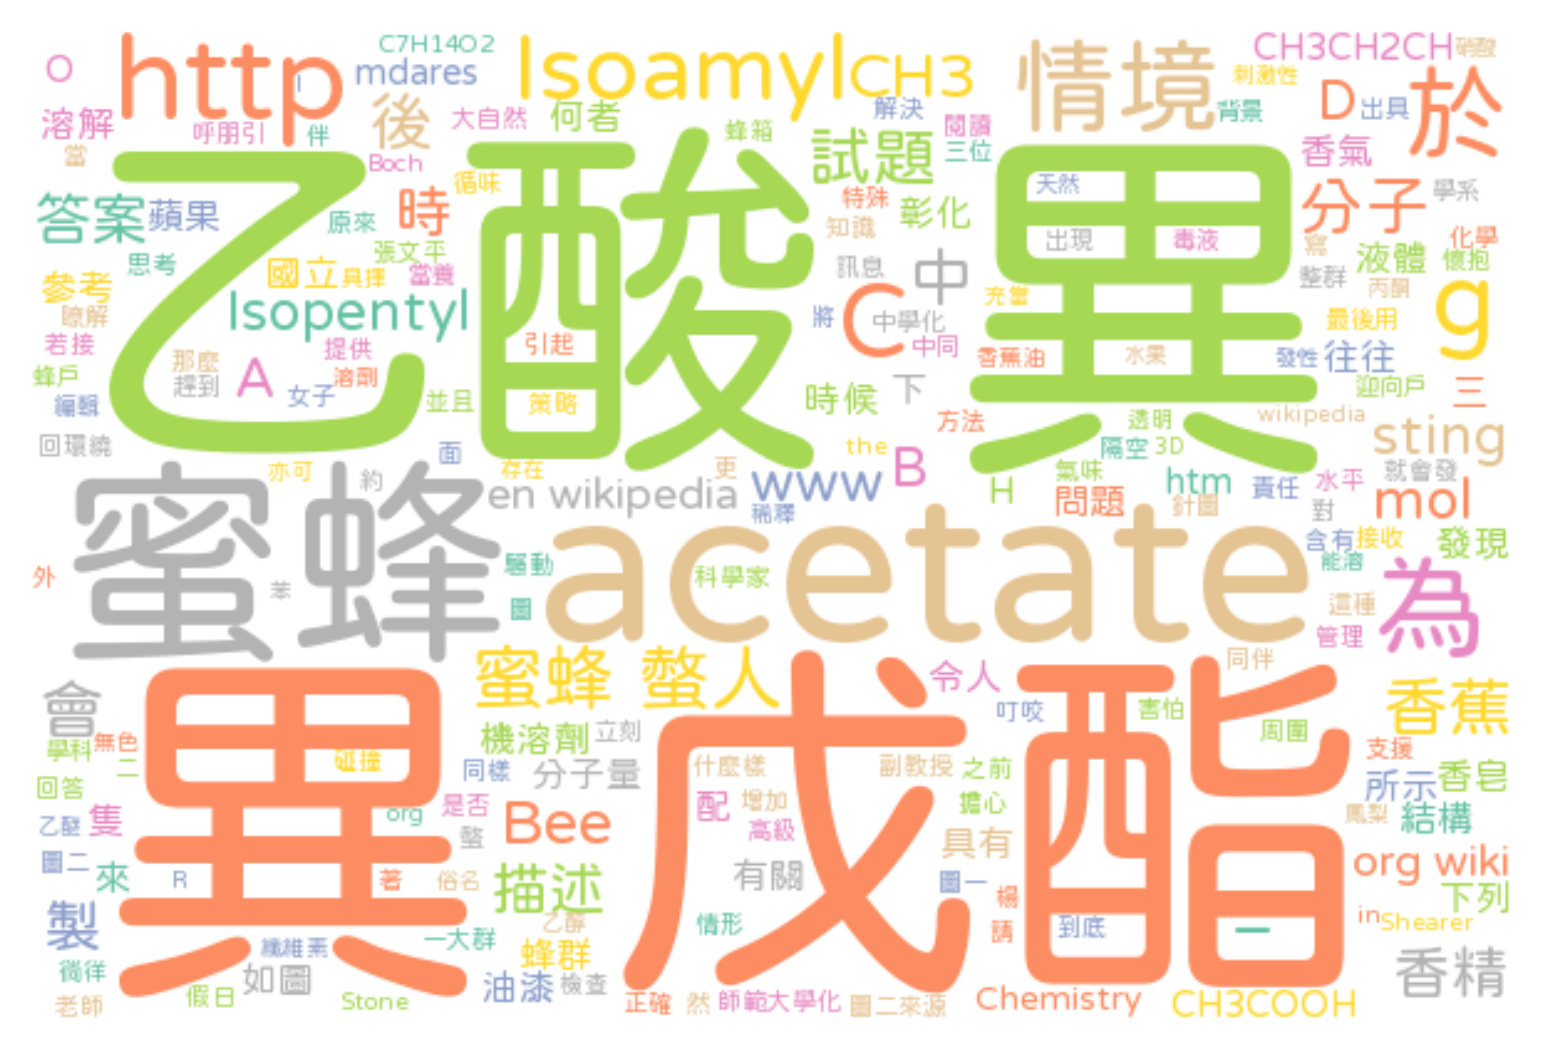 C7H14O2
http
Isoamyl
CH3
情境
CH3CH2CH
硝酸
O
mdares
後
大自然
何者
解決
刺激性
D
出具
於
溶解
呼朋引
伴
蜂箱
試題
閱讀
三位
背景
香氣
當
Boch
循味
乙酸
異
天然
分子
學系
答案
蘋果
時
特殊
彰化
原來
知識
出現
毒液
寫
化學
思考
張文平
國立
具揮
當養
訊息
中
整群
液體
懷抱
參考
Isopentyl
充當
丙酮
g
瞭解
將
C
中學化
最後用
若接
提供
引起
中同
香蕉油
水果
發性
往往
那麼
趕到
A
女子
溶劑
蜂戶
並且
策略
時候
下
迎向戶
三
編輯
方法
透明
wikipedia
sting
回環繞
面
the
隔空
3D
亦可
存在
更
B
氣味
就會發
約
en wikipedia
www
H
htm
水平
mol
稀釋
問題
針圖
責任
對
蜜蜂
acetate
含有
接收
發現
外
騷動
科學家
能溶
苯
圖
這種
為
管理
蜜蜂 螫人
令人
同伴
會
異
戊
酯
香蕉
叮咬
害怕
學科
無色
機溶劑
立刻
周圍
支援
二
碰撞
同樣
分子量
什麼樣
副教授
之前
所示
香皂
回答
是否
配
增加
擔心
鳳梨
結構
乙醚
隻
org
螫
Bee
高級
具有
圖二
來
R
著
俗名
描述
有關
圖一
org wiki
楊
下列
製
一大群
乙醇
情形
請
到底
一
in
Shearer
徜徉
纖維素
如圖
蜂群
油漆
檢查
香精
老師
假日
Stone
正確
然
師範大學化
圖二來源
Chemistry
CH3COOH